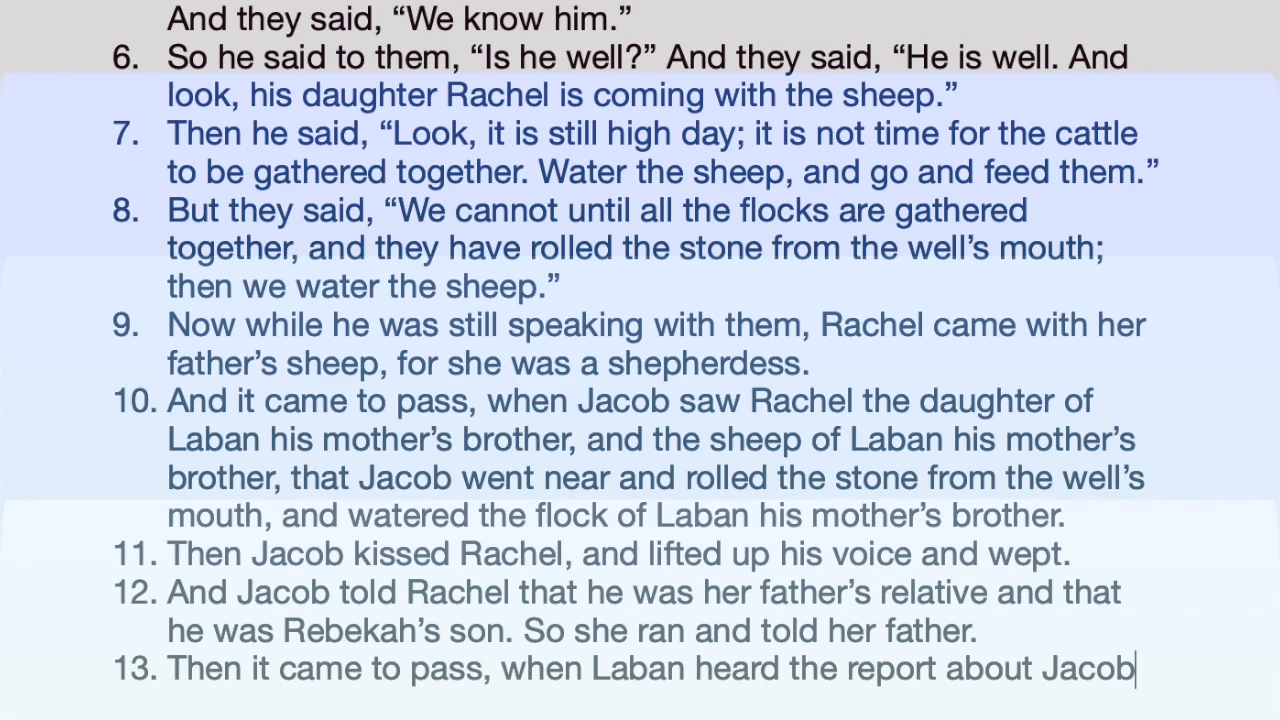 And they said, “We know him.”
6. So he said to them, “Is he well?” And they said, “He is well. And
look, his daughter Rachel is coming with the sheep.”
7. Then he said, “Look, it is still high day; it is not time for the cattle
to be gathered together. Water the sheep, and go and feed them.”
8. But they said, “We cannot until all the flocks are gathered
together, and they have rolled the stone from the well’s mouth;
then we water the sheep.”
9. Now while he was still speaking with them, Rachel came with her
father’s sheep, for she was a shepherdess.
10. And it came to pass, when Jacob saw Rachel the daughter of
Laban his mother’s brother, and the sheep of Laban his mother’s
brother, that Jacob went near and rolled the stone from the well’s
mouth, and watered the flock of Laban his mother’s brother.
11. Then Jacob kissed Rachel, and lifted up his voice and wept.
12. And Jacob told Rachel that he was her father’s relative and that
he was Rebekah’s son. So she ran and told her father.
13. Then it came to pass, when Laban heard the report about Jacob